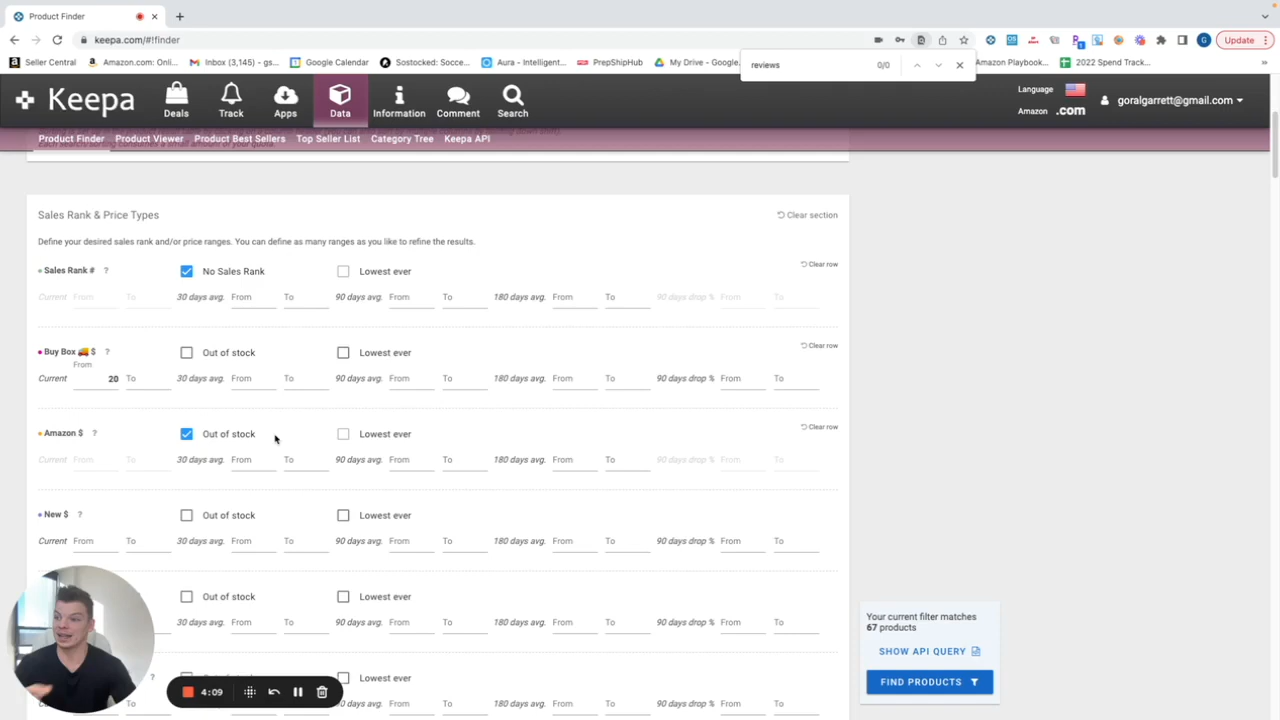 Product Finder
keepa.com/#!finder
Update
Seller Central
Amazon.com: Onli...
Inbox (3,145) - gs...
Google Calendar
Sostocked: Socce...
Aura - Intelligent...
PrepShipHub
My Drive - Google...
Amazon Playbook...
2022 Spend Track...
reviews
0/0
Keepa
Deals
Track
Apps
Data
Information
Comment
Search
Language
Amazon .com
goralgarrett@gmail.com
Product Finder
Product Viewer
Product Best Sellers
Top Seller List
Category Tree
Keepa API
Sales Rank & Price Types
Clear section
Define your desired sales rank and/or price ranges. You can define as many ranges as you like to refine the results.
Sales Rank # ? No Sales Rank Lowest ever Clear row
Current From To 30 days avg. From To 90 days avg. From To 180 days avg. From To 90 days drop % From To
Buy Box $ ? Out of stock Lowest ever Clear row
From
Current 20 To 30 days avg. From To 90 days avg. From To 180 days avg. From To 90 days drop % From To
Amazon $ ? Out of stock Lowest ever Clear row
Current From To 30 days avg. From To 90 days avg. From To 180 days avg. From To 90 days drop % From To
New $ ? Out of stock Lowest ever
Current From To 30 days avg. From To 90 days avg. From To 180 days avg. From To 90 days drop % From To
Out of stock Lowest ever
30 days avg. From To 90 days avg. From To 180 days avg. From To 90 days drop % From To
? Lowest ever
days avg. From To 180 days avg. From To 90 days drop % From To
4:09
Your current filter matches
67 products
SHOW API QUERY
FIND PRODUCTS